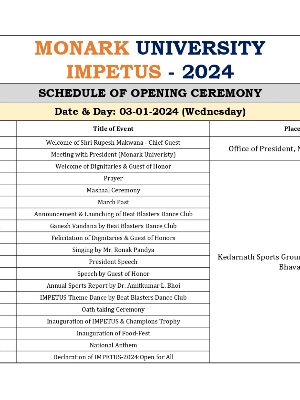 MONARK UNIVERSITY
IMPETUS - 2024
SCHEDULE OF OPENING CEREMONY
Date & Day: 03-01-2024 (Wednesday)
Title of Event
Place
Welcome of Shri Rupesh Makwana - Chief Guest
Office of President, M
Meeting with President (Monark University)
Welcome of Dignitaries & Guest of Honor
Prayer
Mashaal Ceremony
March Past
Announcement & Launching of Beat Blasters Dance Club
Ganesh Vandana by Beat Blasters Dance Club
Felicitation of Dignitaries & Guest of Honors
Singing by Mr. Ronak Pandya
President Speech
Kedarnath Sports Groun
Bhava
Speech by Guest of Honor
Annual Sports Report by Dr. Amitkumar L. Bhoi
IMPETUS Theme Dance by Beat Blasters Dance Club
Oath taking Ceremony
Inauguration of IMPETUS & Champions Trophy
Inauguration of Food-Fest
National Anthem
Declaration of IMPETUS-2024 Open for All